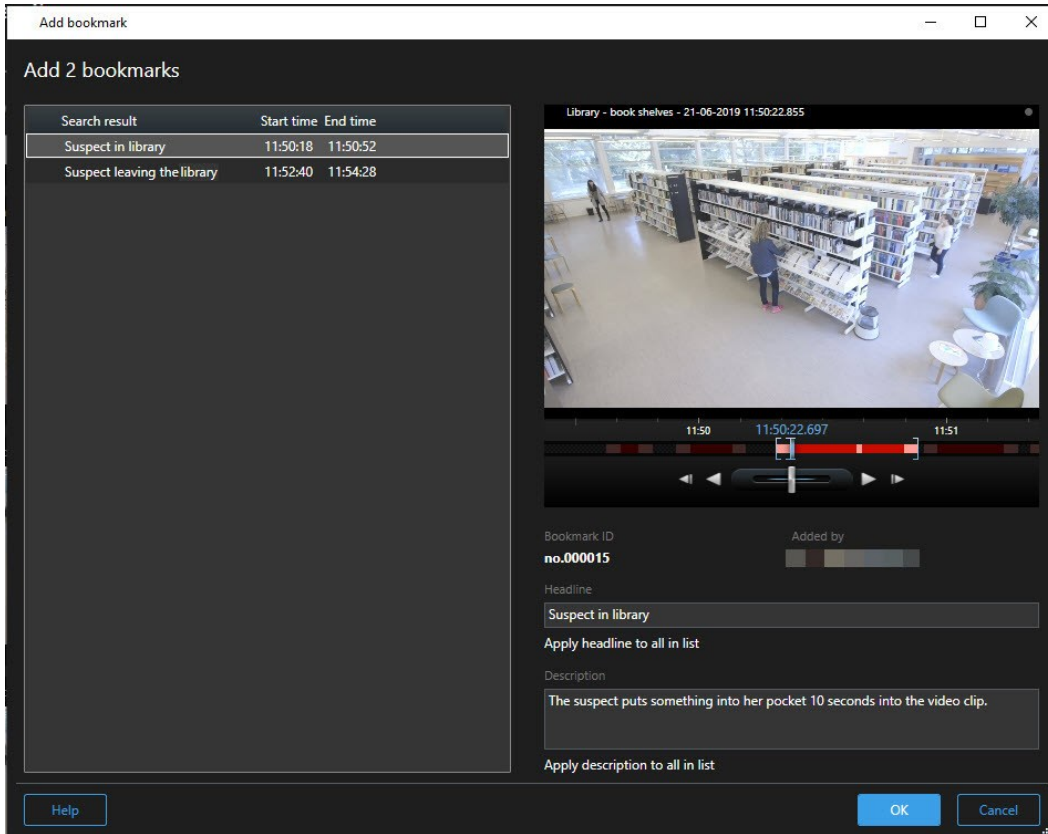 Add bookmark
Add 2 bookmarks
Search result Start time End time
Suspect in library 11:50:18 11:50:52
Suspect leaving the library 11:52:40 11:54:28
Library - book shelves - 21-06-2019 11:50:22.855
11:50 11:50:22.697 11:51
Bookmark ID Added by
no.000015
Headline
Suspect in library
Apply headline to all in list
Description
The suspect puts something into her pocket 10 seconds into the video clip.
Apply description to all in list
Help OK Cancel